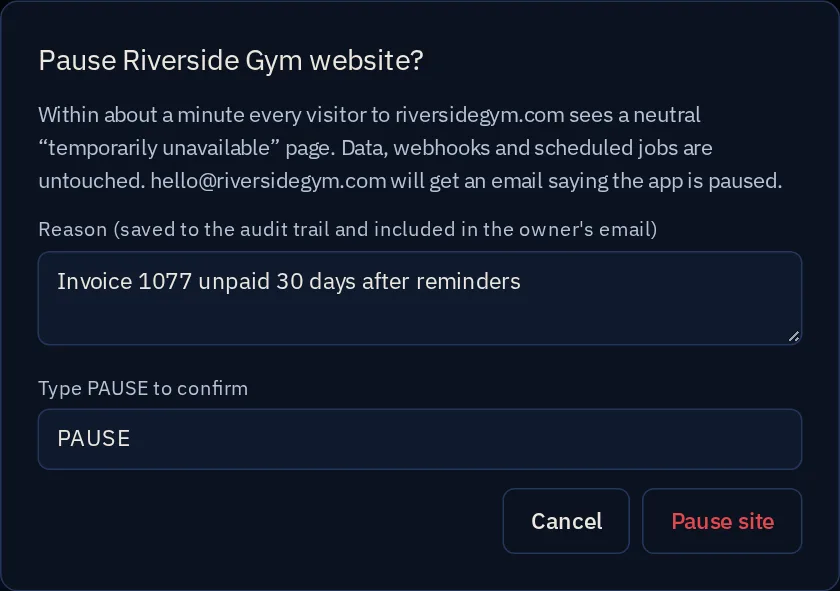 Pause Riverside Gym website?
Within about a minute every visitor to riversidegym.com sees a neutral
“temporarily unavailable” page. Data, webhooks and scheduled jobs are
untouched. hello@riversidegym.com will get an email saying the app is paused.
Reason (saved to the audit trail and included in the owner's email)
Invoice 1077 unpaid 30 days after reminders
Type PAUSE to confirm
PAUSE
Cancel
Pause site